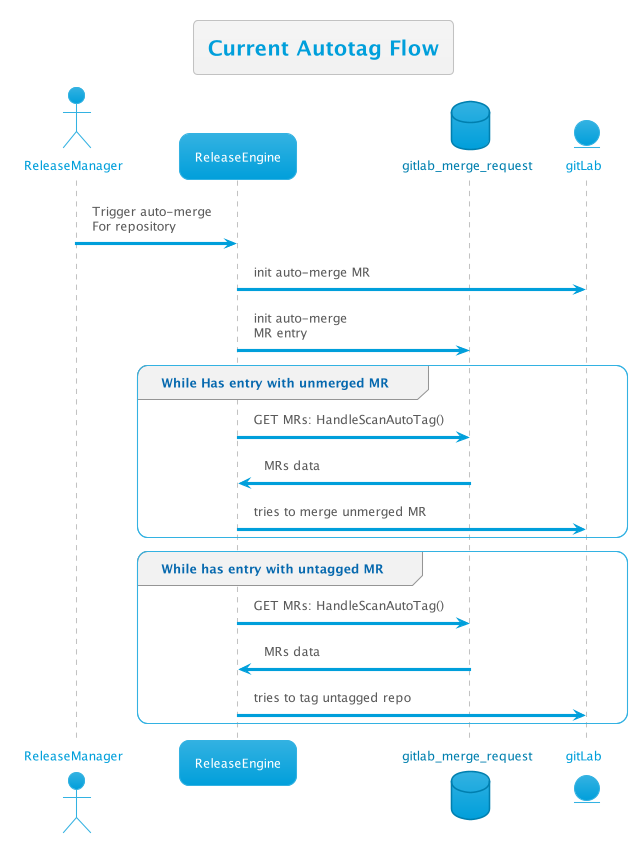 Current Autotag Flow
ReleaseManager
ReleaseEngine
gitlab_merge_request
gitLab
Trigger auto-merge
For repository
init auto-merge MR
init auto-merge
MR entry
While Has entry with unmerged MR
GET MRs: HandleScanAutoTag()
MRs data
tries to merge unmerged MR
While has entry with untagged MR
GET MRs: HandleScanAutoTag()
MRs data
tries to tag untagged repo
ReleaseManager
ReleaseEngine
gitlab_merge_request
gitLab